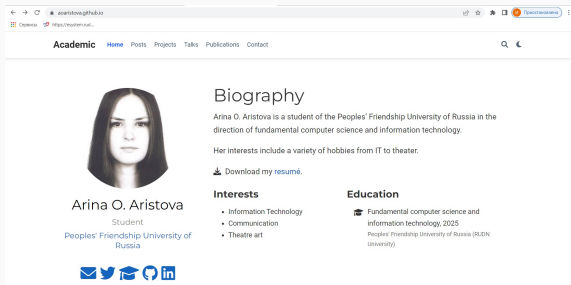 aoaristova.github.io
Приостановлена
Сервисы
https://mystem.rud...
Academic Home Posts Projects Talks Publications Contact
Biography
Arina O. Aristova is a student of the Peoples' Friendship University of Russia in the
direction of fundamental computer science and information technology.
Her interests include a variety of hobbies from IT to theater.
Download my resumé.
Arina O. Aristova
Student
Peoples' Friendship University of
Russia
Interests
Information Technology
Communication
Theatre art
Education
Fundamental computer science and
information technology, 2025
Peoples' Friendship University of Russia (RUDN
University)